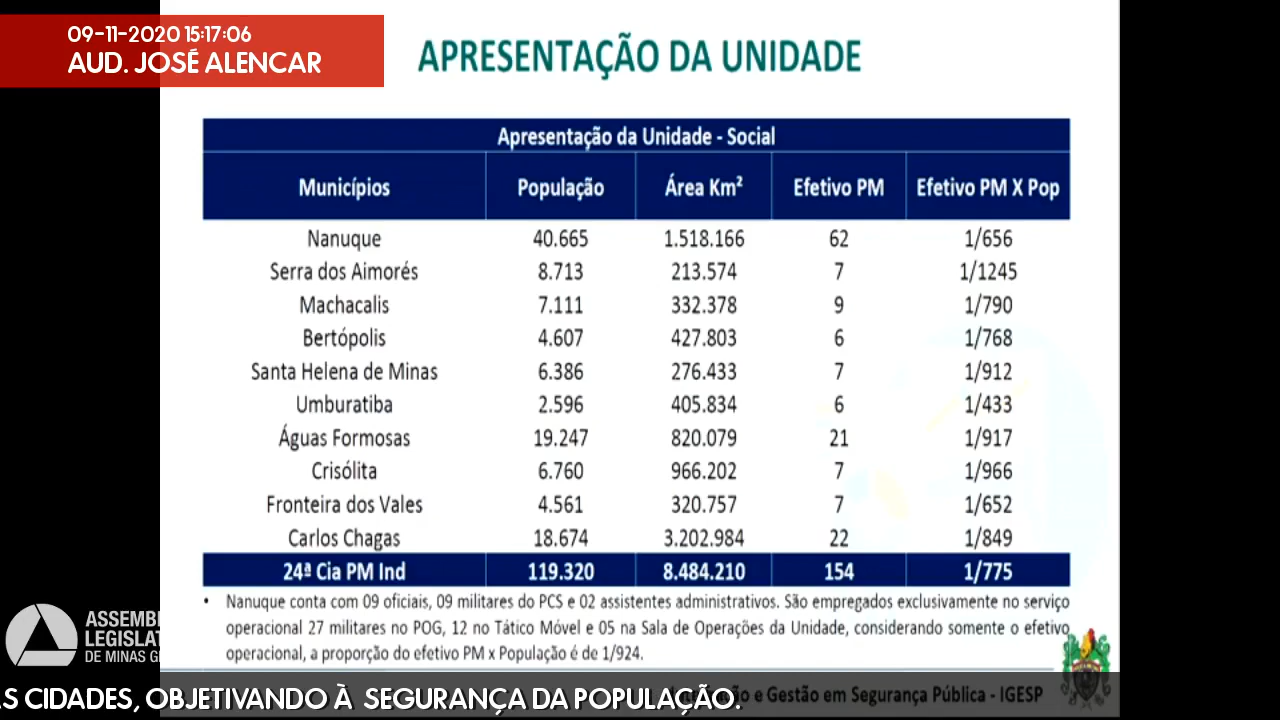 09-11-2020 15:17:06
AUD. JOSÉ ALENCAR
APRESENTAÇÃO DA UNIDADE
Apresentação da Unidade - Social
Municípios População Área Km² Efetivo PM Efetivo PM X Pop
Nanuque 40.665 1.518.166 62 1/656
Serra dos Aimorés 8.713 213.574 7 1/1245
Machacalis 7.111 332.378 9 1/790
Bertópolis 4.607 427.803 6 1/768
Santa Helena de Minas 6.386 276.433 7 1/912
Umburatiba 2.596 405.834 6 1/433
Águas Formosas 19.247 820.079 21 1/917
Crisólita 6.760 966.202 7 1/966
Fronteira dos Vales 4.561 320.757 7 1/652
Carlos Chagas 18.674 3.202.984 22 1/849
24ª Cia PM Ind 119.320 8.484.210 154 1/775
• Nanuque conta com 09 oficiais, 09 militares do PCS e 02 assistentes administrativos. São empregados exclusivamente no serviço
operacional 27 militares no POG, 12 no Tático Móvel e 05 na Sala de Operações da Unidade, considerando somente o efetivo
operacional, a proporção do efetivo PM x População é de 1/924.
ASSEMB
LEGISLAT
DE MINAS G
e Gestão em Segurança Pública - IGESP
S CIDADES, OBJETIVANDO À SEGURANÇA DA POPULAÇÃO.